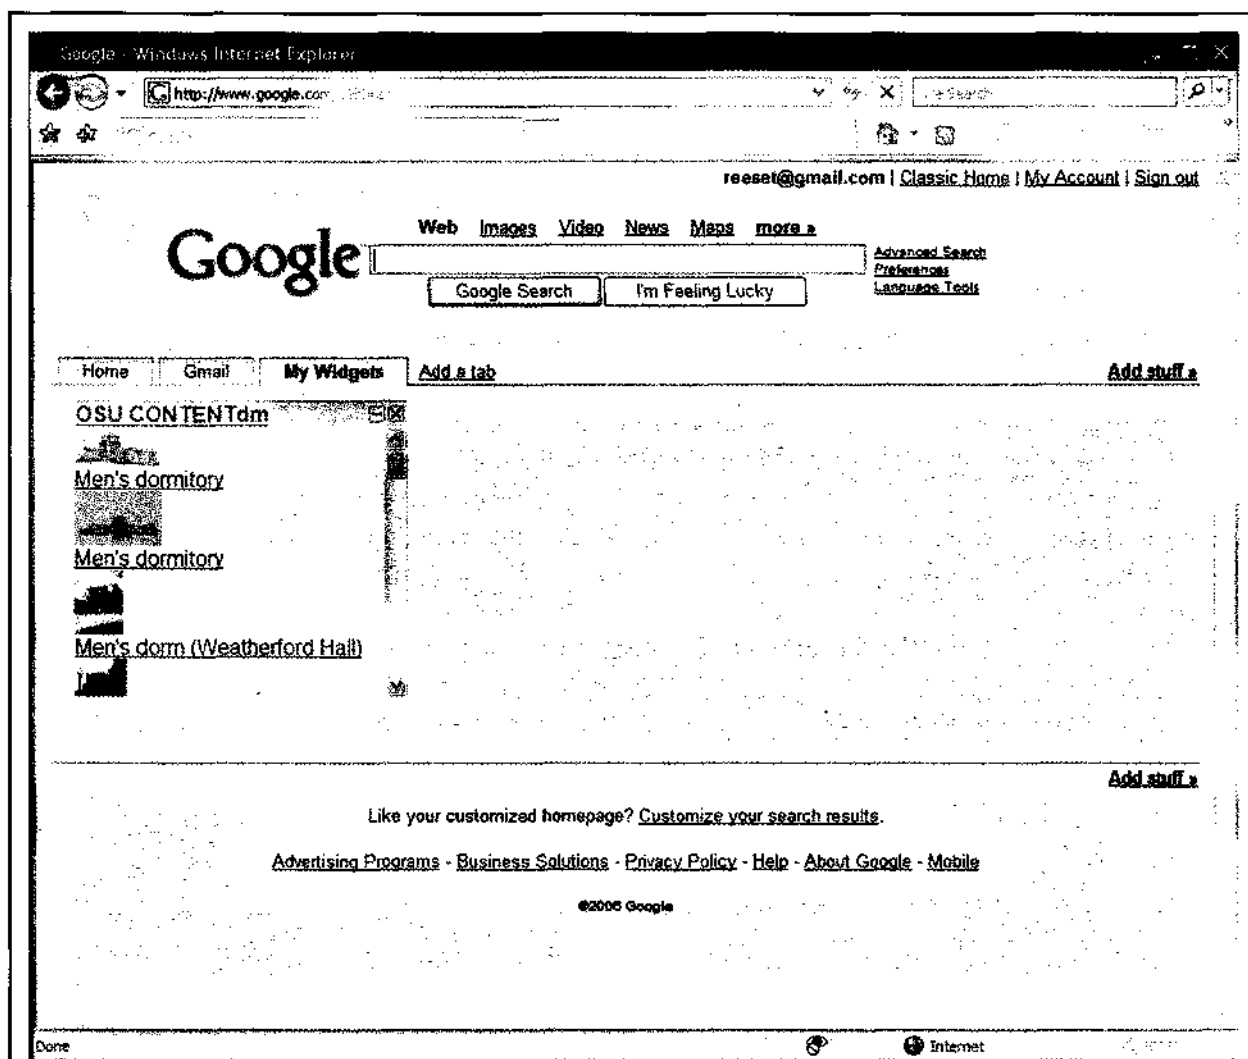 Google - Windows Internet Explorer
http://www.google.com
reeset@gmail.com | Classic Home | My Account | Sign out
Web Images Video News Maps more »
Google
Advanced Search
Preferences
Language Tools
Google Search I'm Feeling Lucky
Home Gmail My Widgets Add a tab Add stuff »
OSU CONTENTdm
Men's dormitory
Men's dormitory
Men's dorm (Weatherford Hall)
Add stuff »
Like your customized homepage? Customize your search results.
Advertising Programs - Business Solutions - Privacy Policy - Help - About Google - Mobile
©2006 Google
Done Internet